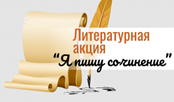 Литературная
акция
“Я пишу сочинение”